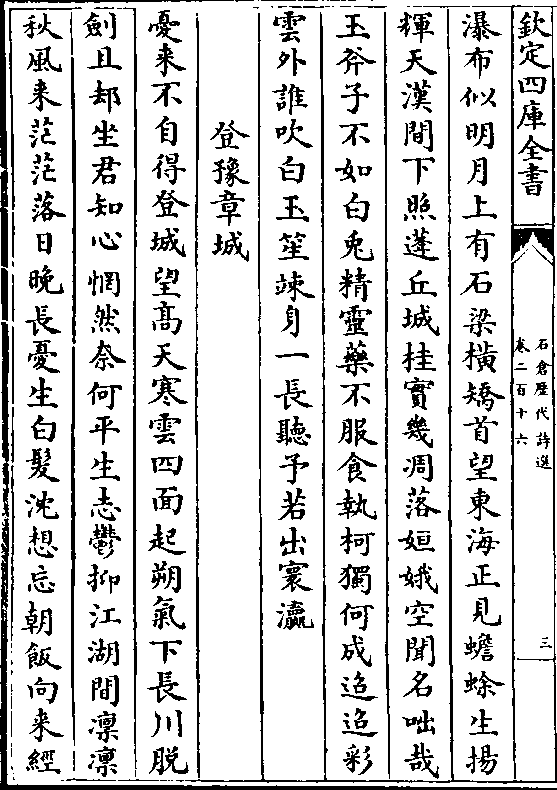 欽定四庫全書
石倉歷代詩選
卷二百十六
三
瀑布似明月上有石梁橫矯首望東海正見蟾蜍生揚
輝天漢間下照蓬丘城桂實幾凋落姮娥空聞名咄哉
玉斧子不如白兎精靈藥不服食執柯獨何成迢迢彩
雲外誰吹白玉笙竦身一長聽予若出寰瀛
登豫章城
憂来不自得登城望髙天寒雲四面起朔氣下長川脱
劍且却坐君知心惘然奈何平生志鬱抑江湖間凛凛
秋風来茫茫落日晚長憂生白髮沈想忘朝飯向来經